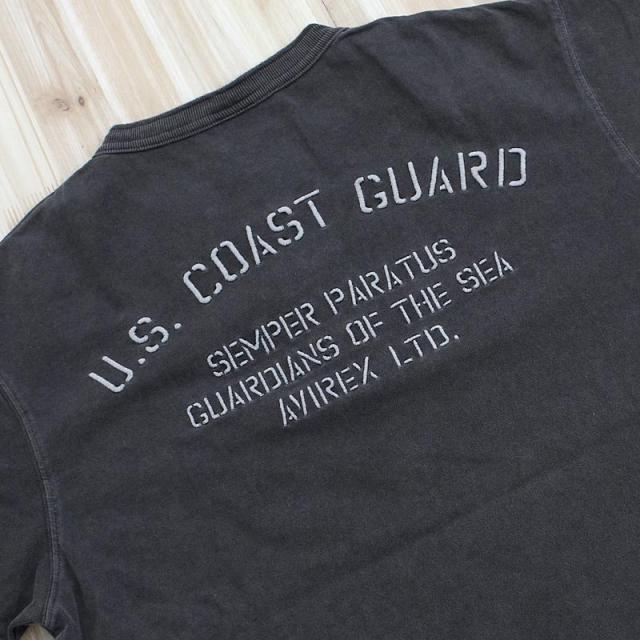 U.S. COAST GUARD
SEMPER PARATUS
GUARDIANS OF THE SEA
AVIREX LTD.